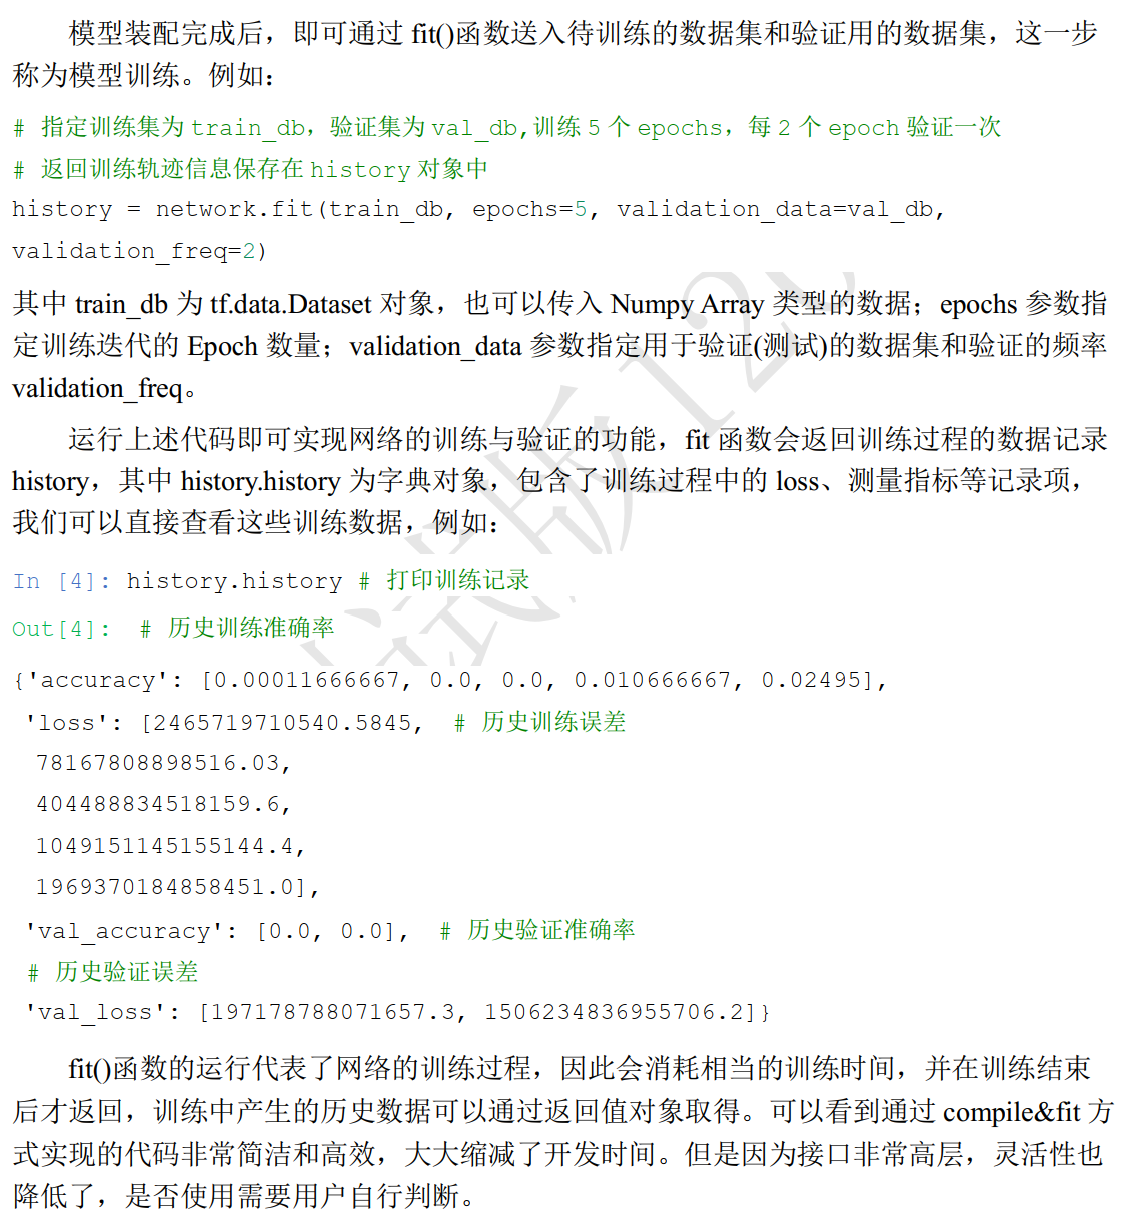 模型装配完成后，即可通过 fit()函数送入待训练的数据集和验证用的数据集，这一步
称为模型训练。例如：
# 指定训练集为 train_db，验证集为 val_db,训练 5 个 epochs，每 2 个 epoch 验证一次
# 返回训练轨迹信息保存在 history 对象中
history = network.fit(train_db, epochs=5, validation_data=val_db,
validation_freq=2)
其中 train_db 为 tf.data.Dataset 对象，也可以传入 Numpy Array 类型的数据；epochs 参数指
定训练迭代的 Epoch 数量；validation_data 参数指定用于验证(测试)的数据集和验证的频率
validation_freq。
运行上述代码即可实现网络的训练与验证的功能，fit 函数会返回训练过程的数据记录
history，其中 history.history 为字典对象，包含了训练过程中的 loss、测量指标等记录项，
我们可以直接查看这些训练数据，例如：
In [4]: history.history # 打印训练记录
Out[4]: # 历史训练准确率
{'accuracy': [0.00011666667, 0.0, 0.0, 0.010666667, 0.02495],
'loss': [2465719710540.5845, # 历史训练误差
78167808898516.03,
404488834518159.6,
1049151145155144.4,
1969370184858451.0],
'val_accuracy': [0.0, 0.0], # 历史验证准确率
# 历史验证误差
'val_loss': [197178788071657.3, 1506234836955706.2]}
fit()函数的运行代表了网络的训练过程，因此会消耗相当的训练时间，并在训练结束
后才返回，训练中产生的历史数据可以通过返回值对象取得。可以看到通过 compile&fit 方
式实现的代码非常简洁和高效，大大缩减了开发时间。但是因为接口非常高层，灵活性也
降低了，是否使用需要用户自行判断。
试版12